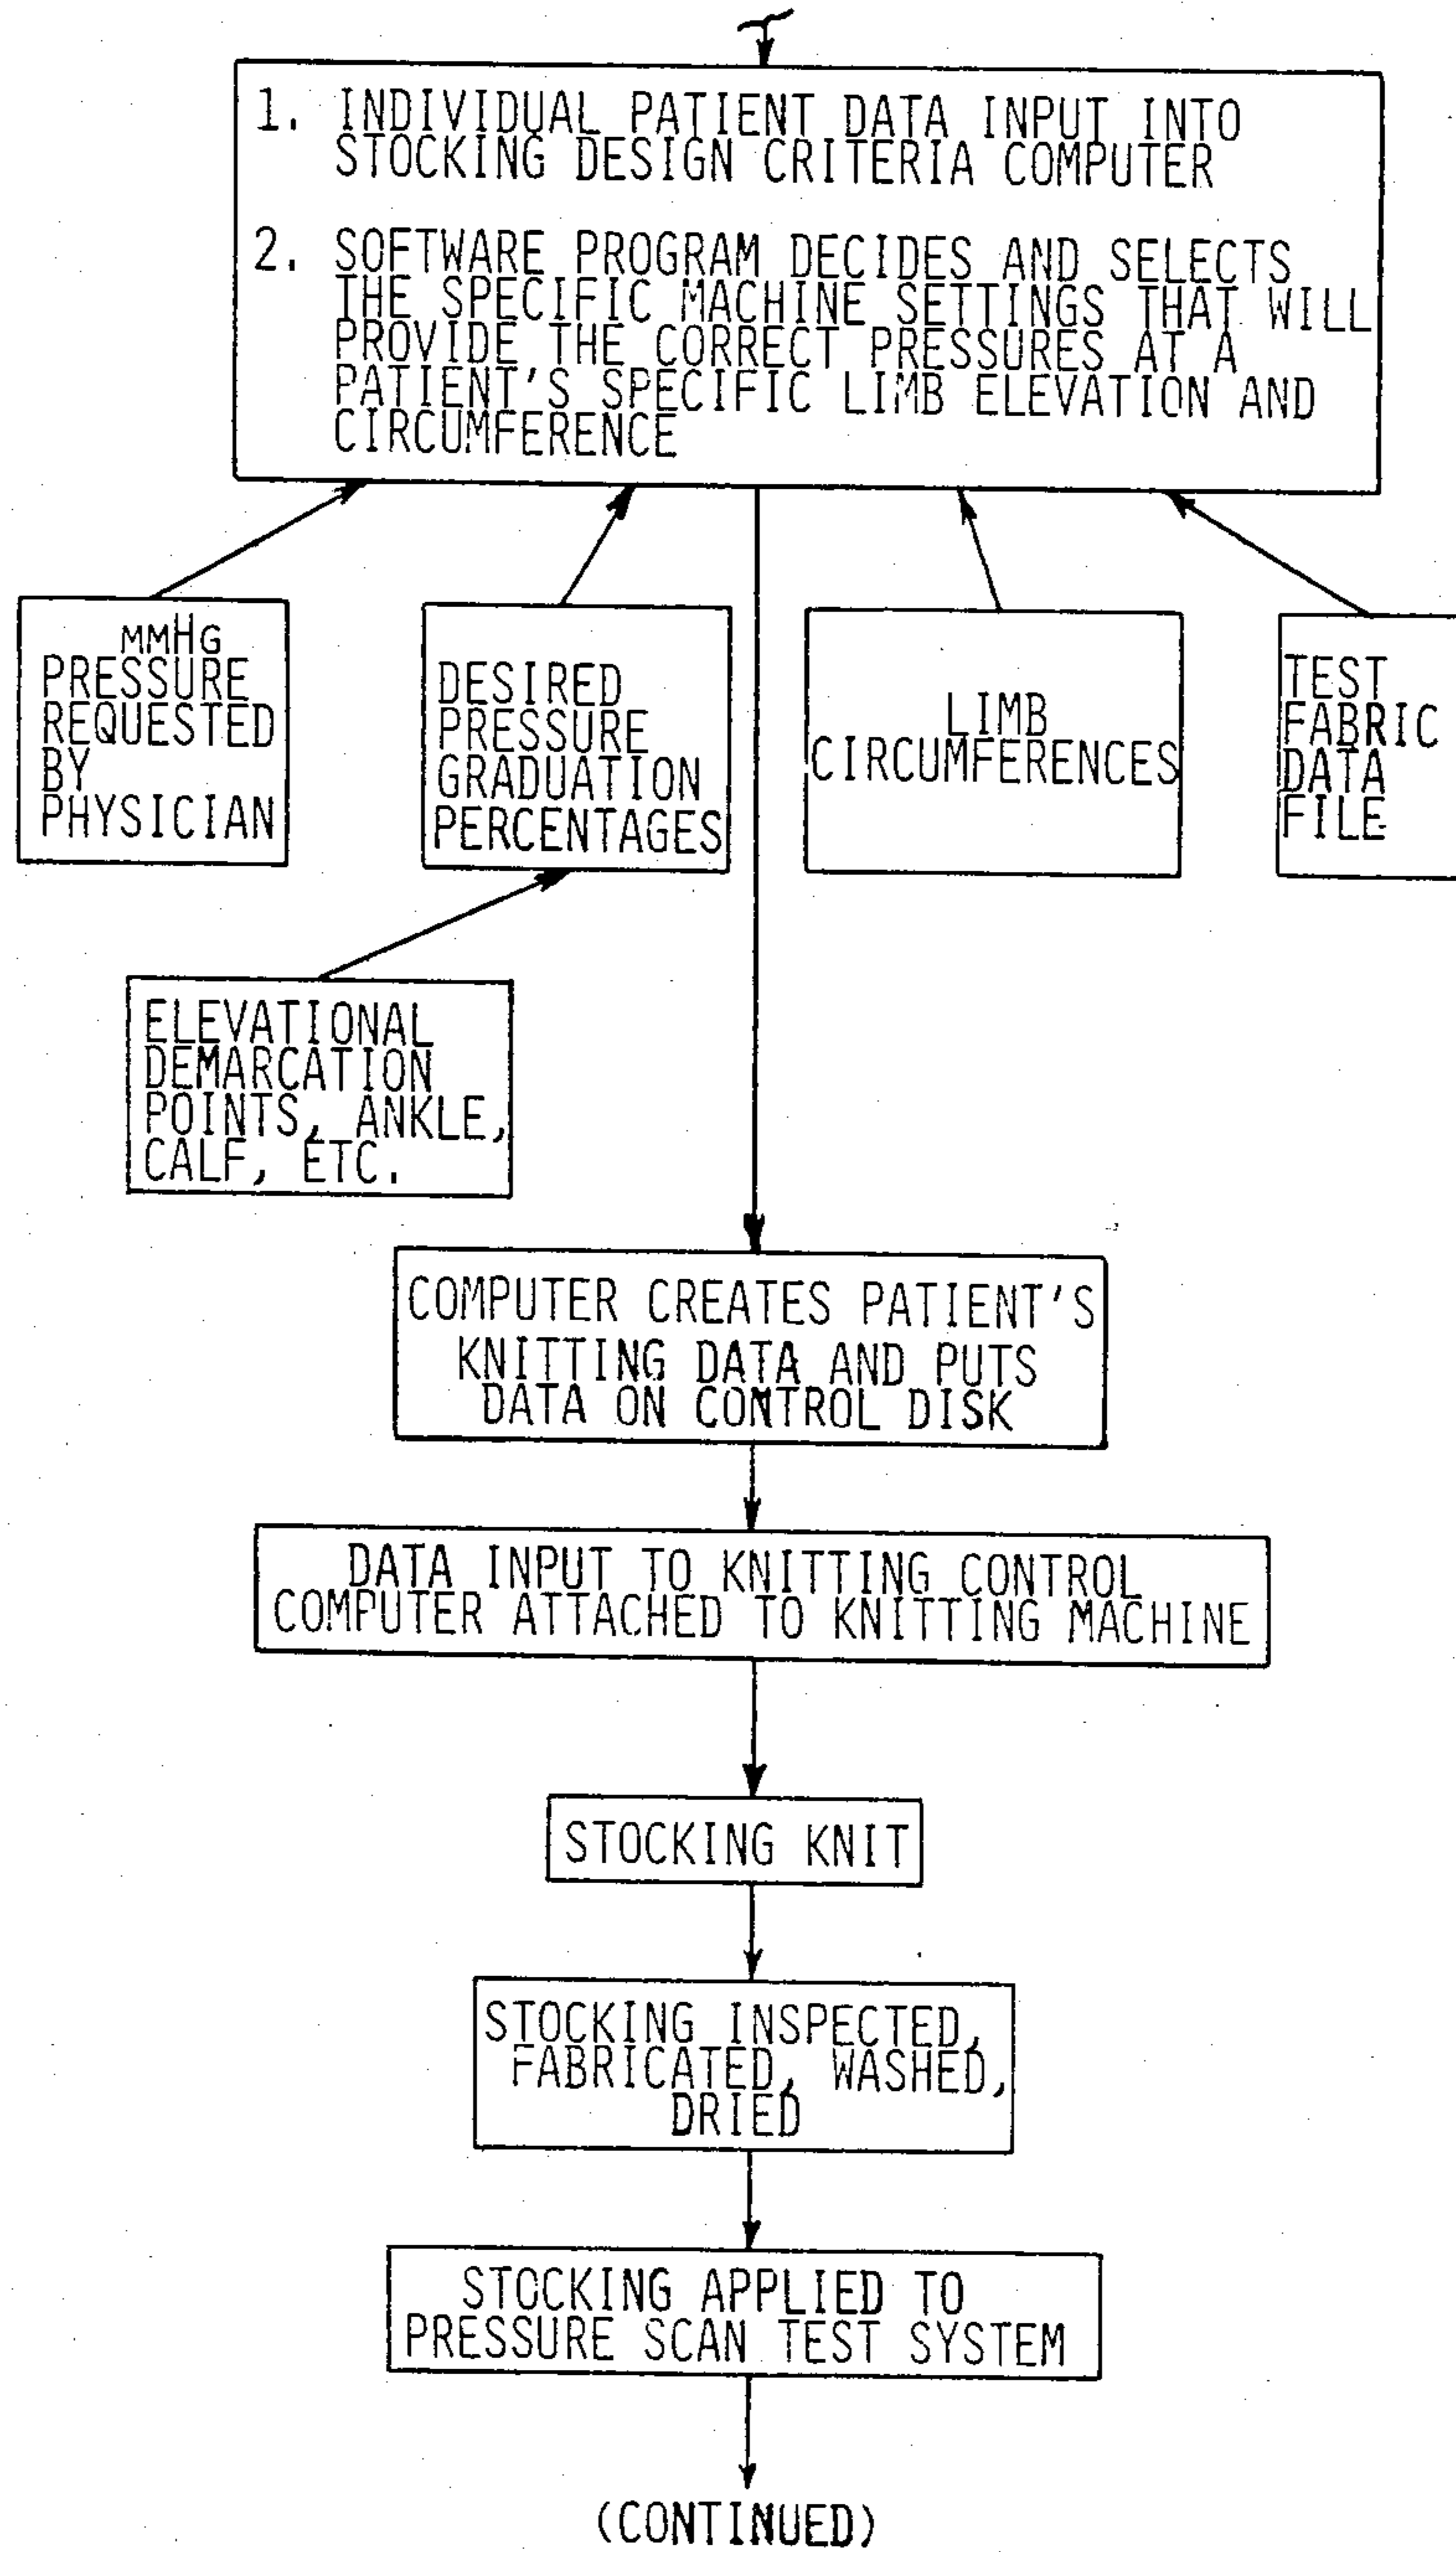 1. INDIVIDUAL PATIENT DATA INPUT INTO
STOCKING DESIGN CRITERIA COMPUTER
2. SOFTWARE PROGRAM DECIDES AND SELECTS
THE SPECIFIC MACHINE SETTINGS THAT WILL
PROVIDE THE CORRECT PRESSURES AT A
PATIENT'S SPECIFIC LIMB ELEVATION AND
CIRCUMFERENCE
MMHG
PRESSURE
REQUESTED
BY
PHYSICIAN
DESIRED
PRESSURE
GRADUATION
PERCENTAGES
LIMB
CIRCUMFERENCES
TEST
FABRIC
DATA
FILE
ELEVATIONAL
DEMARCATION
POINTS, ANKLE,
CALF, ETC.
COMPUTER CREATES PATIENT'S
KNITTING DATA AND PUTS
DATA ON CONTROL DISK
DATA INPUT TO KNITTING CONTROL
COMPUTER ATTACHED TO KNITTING MACHINE
STOCKING KNIT
STOCKING INSPECTED,
FABRICATED, WASHED,
DRIED
STOCKING APPLIED TO
PRESSURE SCAN TEST SYSTEM
(CONTINUED)